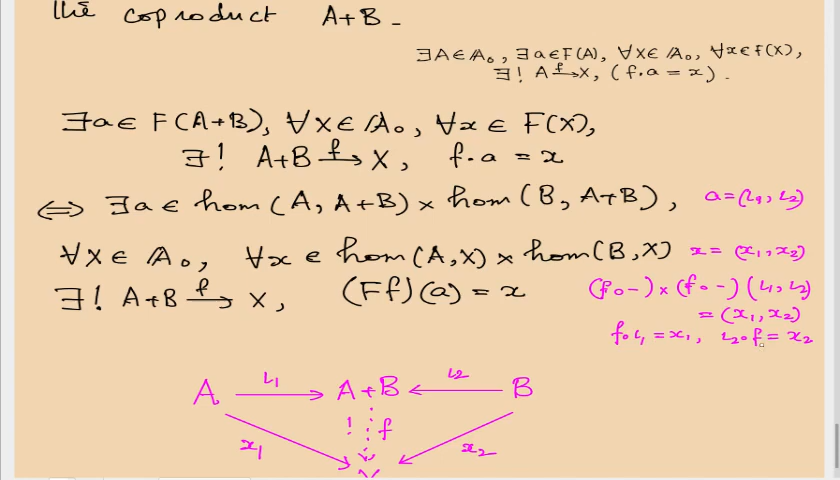 the coproduct A+B.
∃A∈𝔸₀, ∃a∈F(A), ∀X∈𝔸₀, ∀x∈F(X),
∃! A →f X, (f·a = x).
∃a ∈ F(A+B), ∀X∈𝔸₀, ∀x ∈ F(X),
∃! A+B →f X, f·a = x
⟺ ∃a ∈ hom(A, A+B) × hom(B, A+B), a=(ι₁, ι₂)
∀X ∈ 𝔸₀, ∀x ∈ hom(A,X) × hom(B,X) x = (x₁, x₂)
∃! A+B →f X, (Ff)(a) = x (f∘−) × (f∘−) (ι₁, ι₂)
= (x₁, x₂)
f∘ι₁ = x₁, ι₂∘f = x₂
A ι₁ A+B ι₂ B
! f
x₁ x₂
X